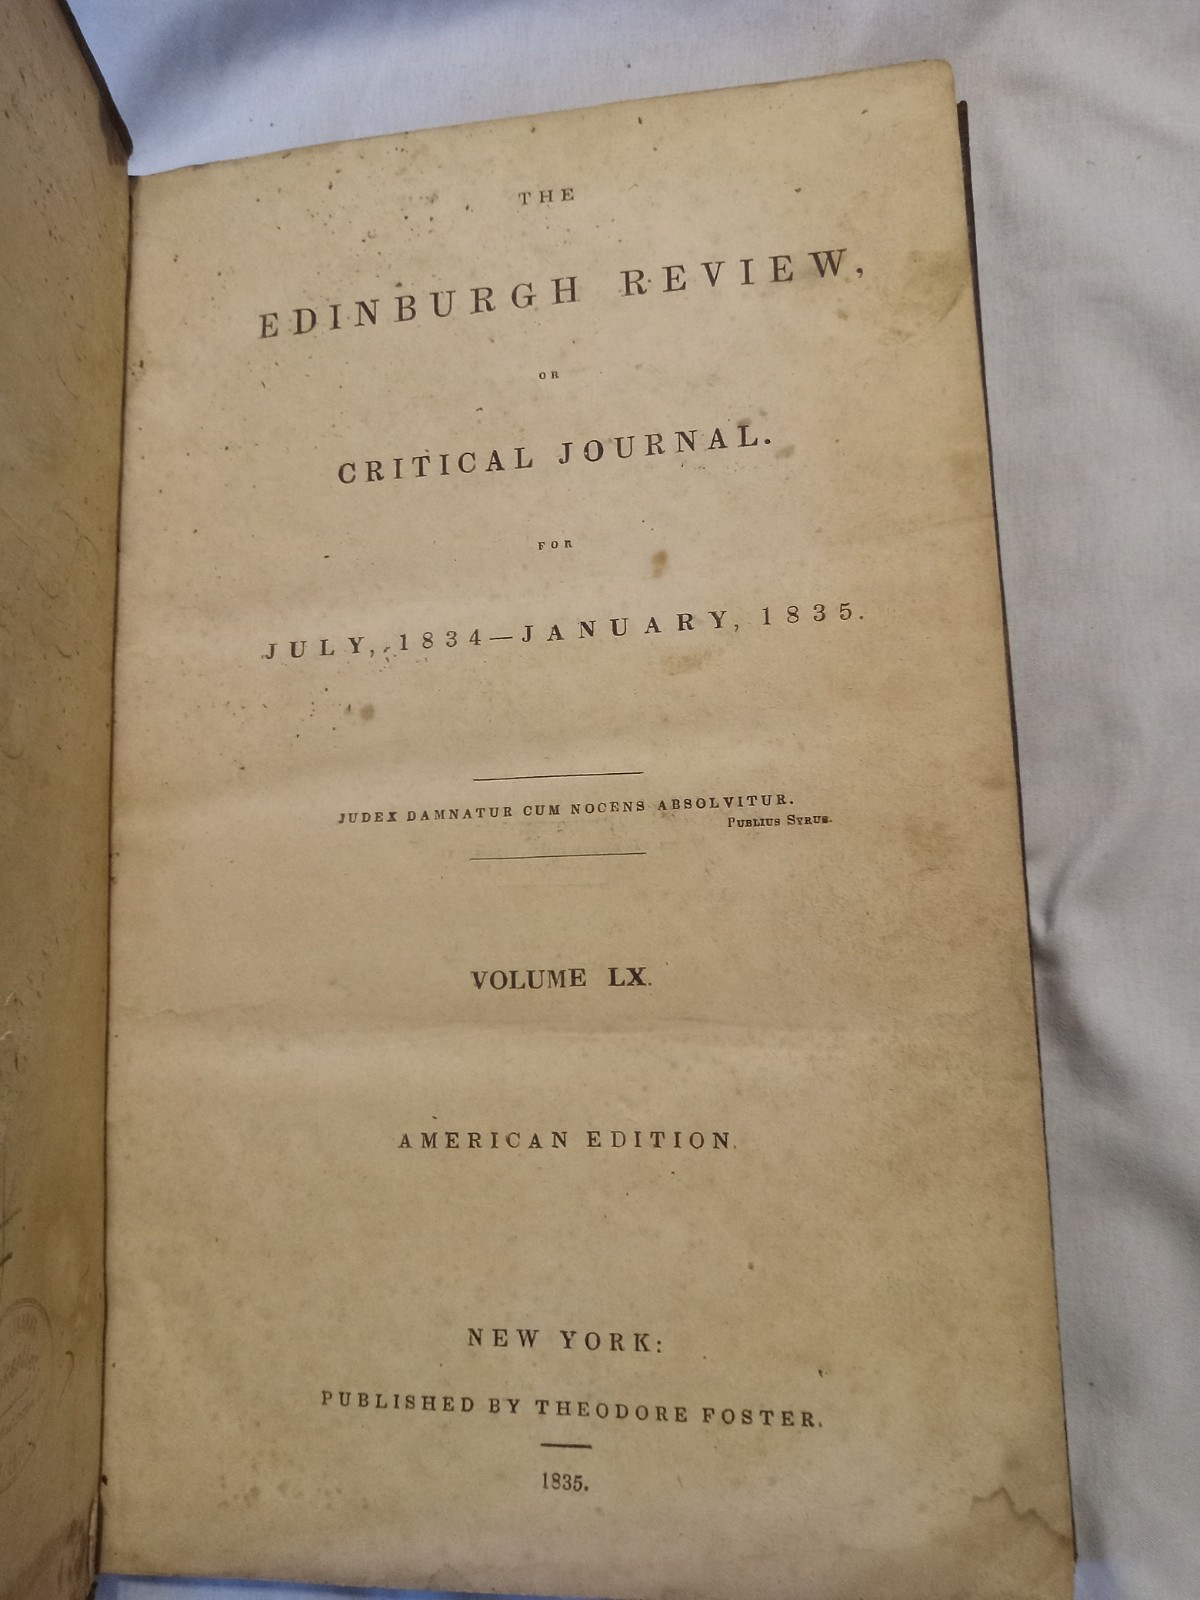 THE
EDINBURGH REVIEW,
OR
CRITICAL JOURNAL.
FOR
JULY, 1834—JANUARY, 1835.
JUDEX DAMNATUR CUM NOCENS ABSOLVITUR.
PUBLIUS SYRUS.
VOLUME LX.
AMERICAN EDITION.
NEW YORK:
PUBLISHED BY THEODORE FOSTER.
1835.